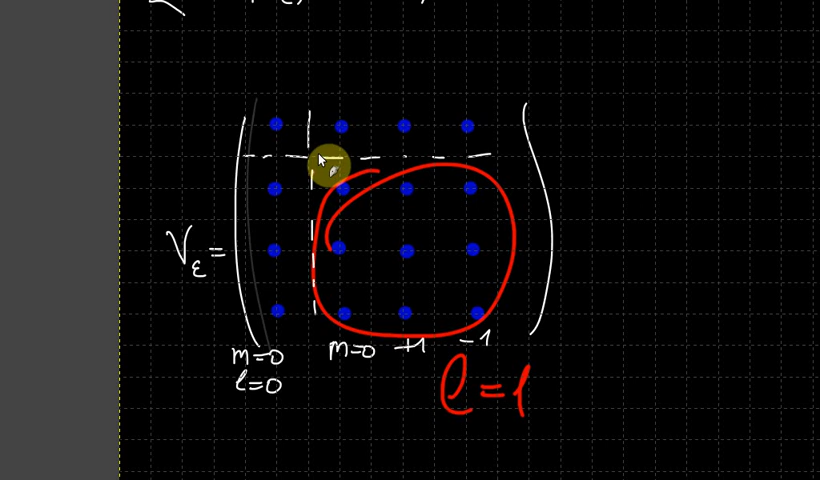 V_ε =
m=0 m=0 +1 -1
l=0
l=1